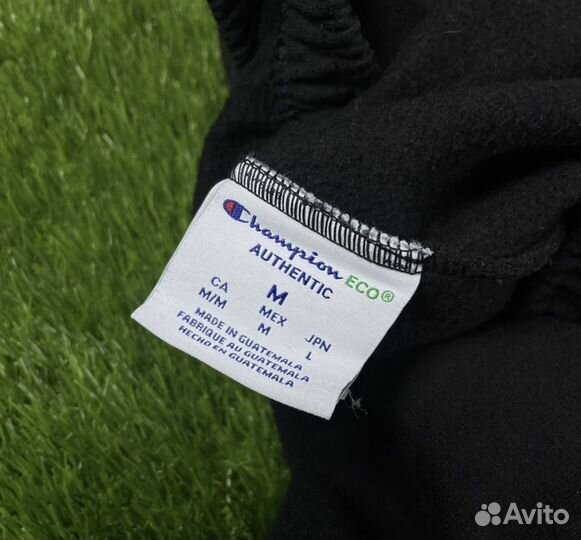 Champion ECO®
AUTHENTIC
M
CA MEX JPN
M/M M L
MADE IN GUATEMALA
FABRIQUE AU GUATEMALA
HECHO EN GUATEMALA
Avito